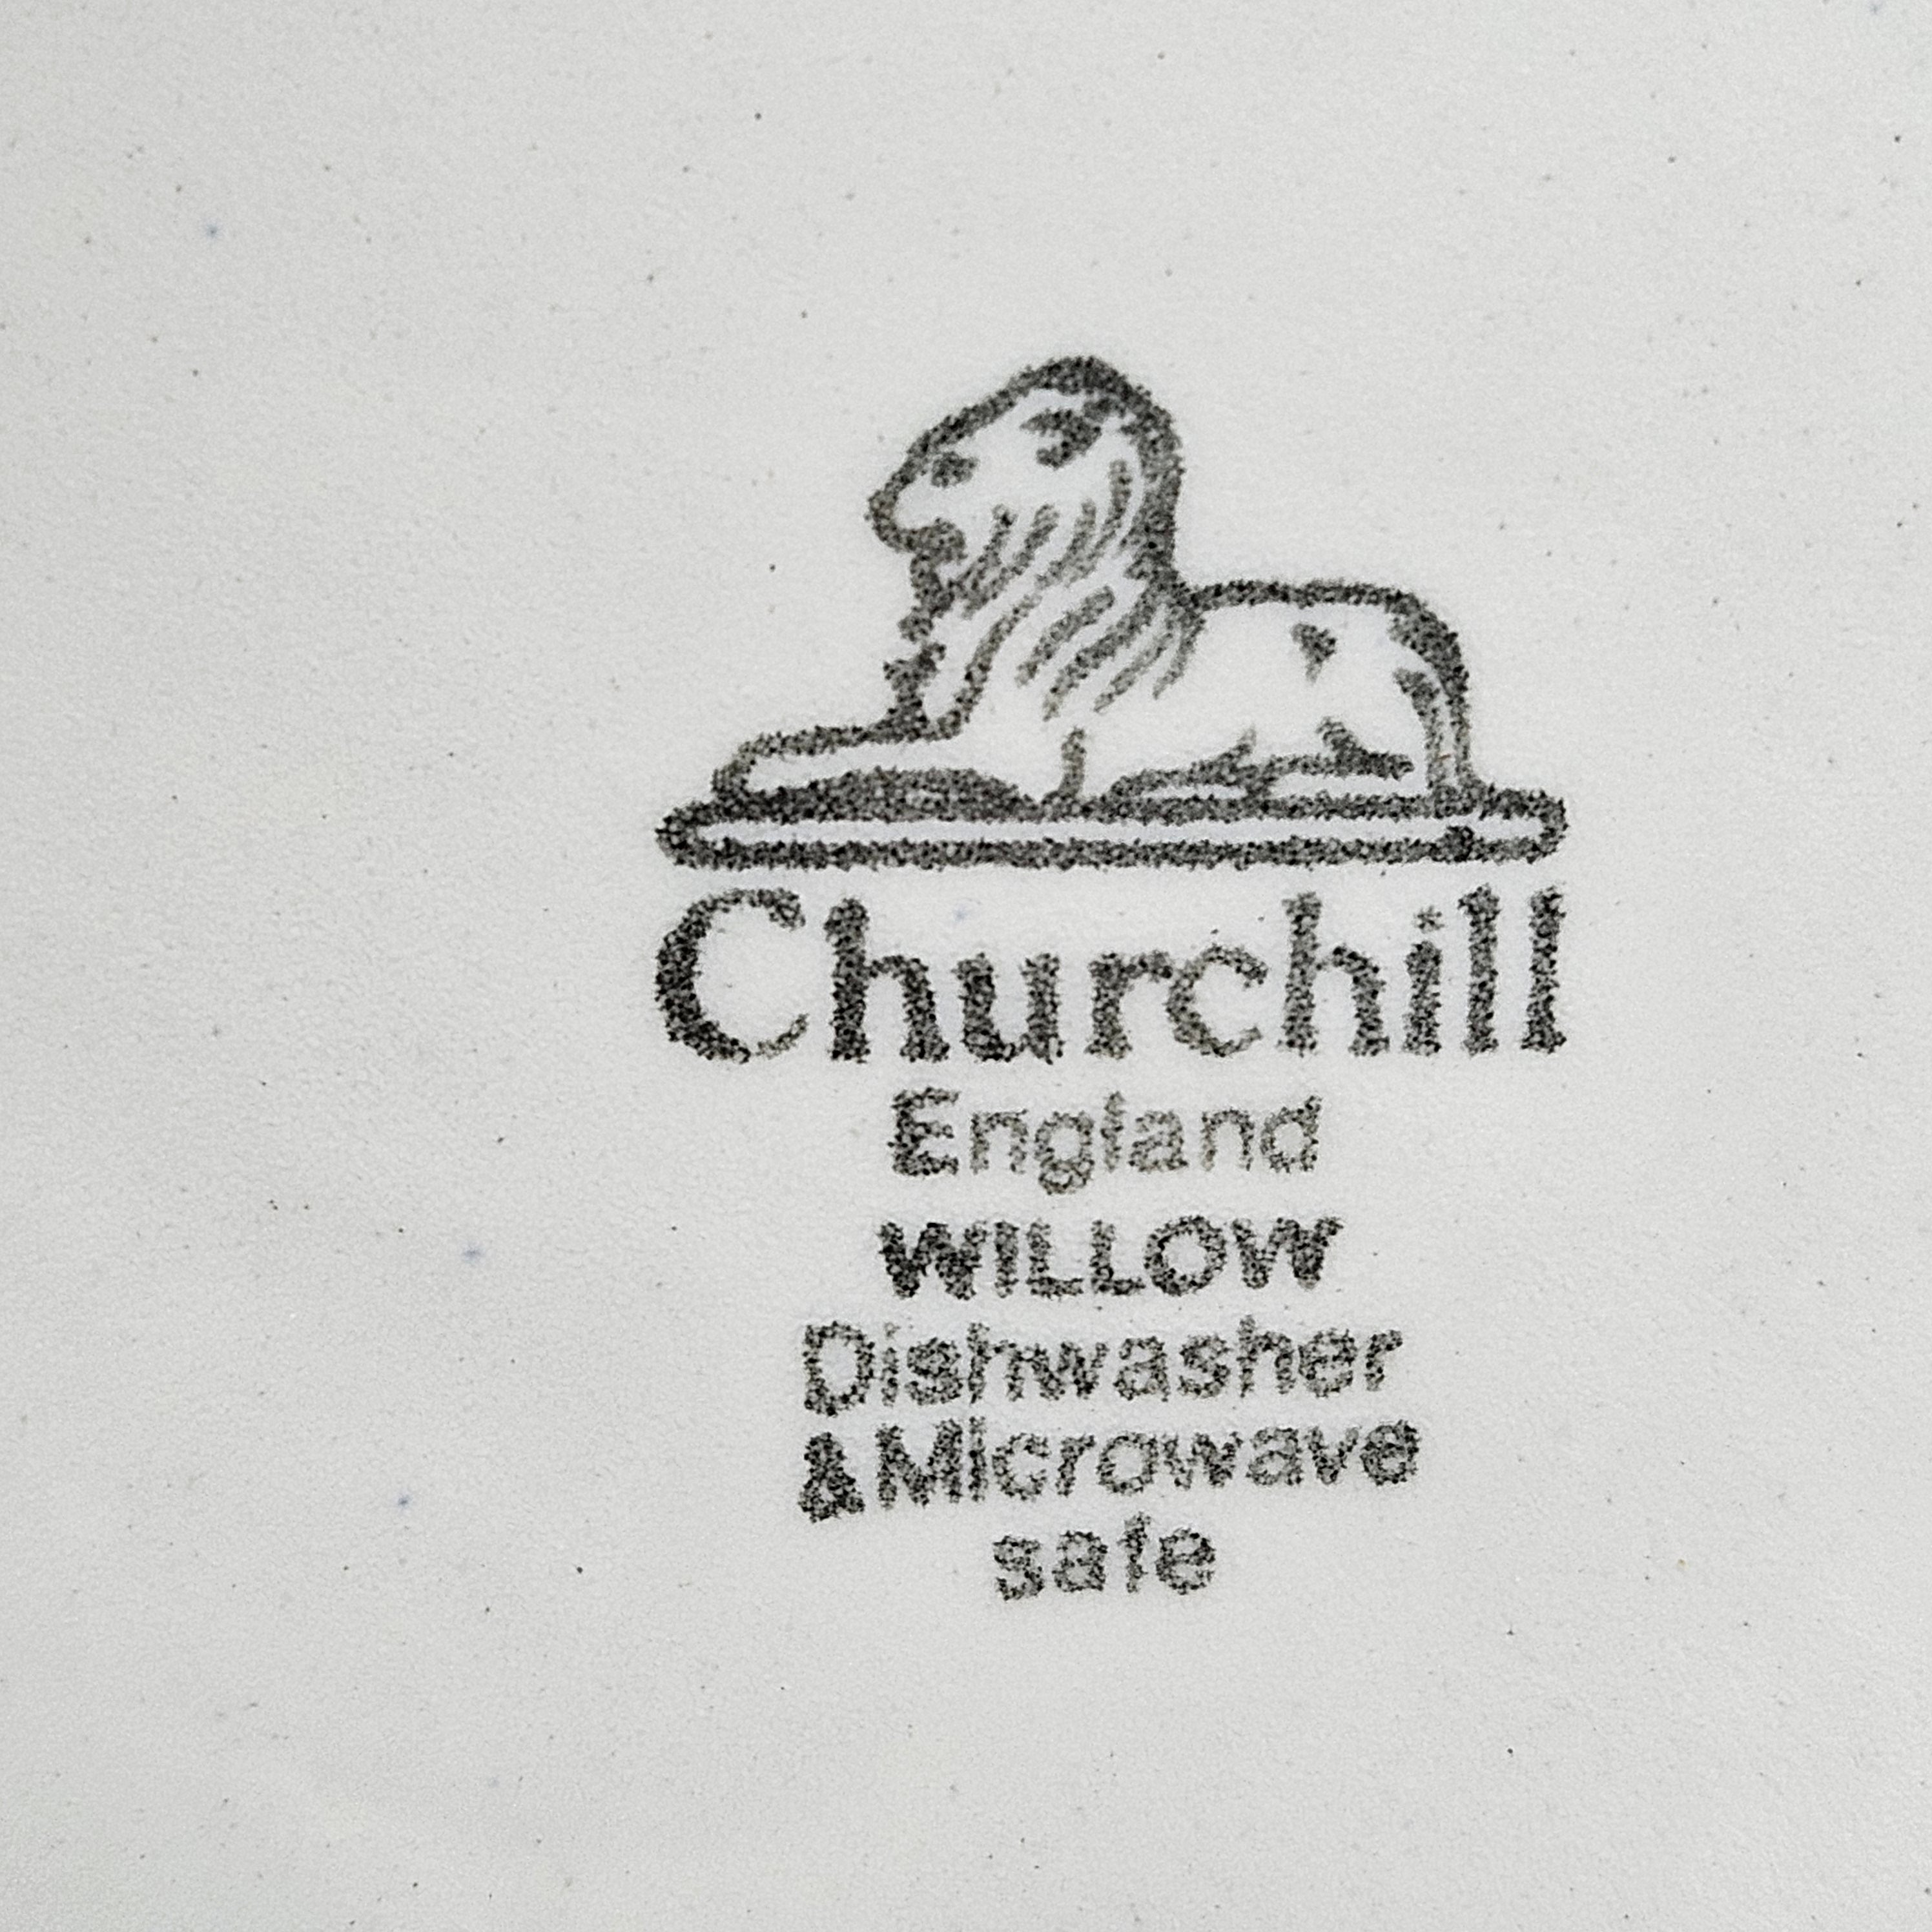 Churchill
England
WILLOW
Dishwasher
&Microwave
safe